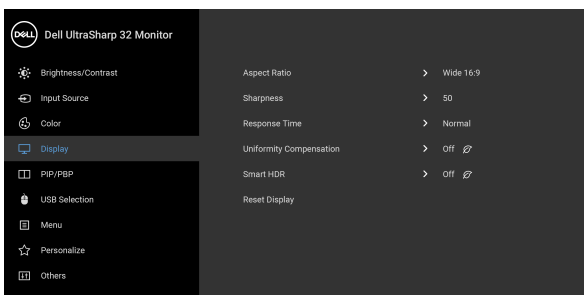 DELL Dell UltraSharp 32 Monitor
Brightness/Contrast
Aspect Ratio Wide 16:9
Input Source
Sharpness 50
Color
Response Time Normal
Display
Uniformity Compensation Off
PIP/PBP
Smart HDR Off
USB Selection
Reset Display
Menu
Personalize
Others